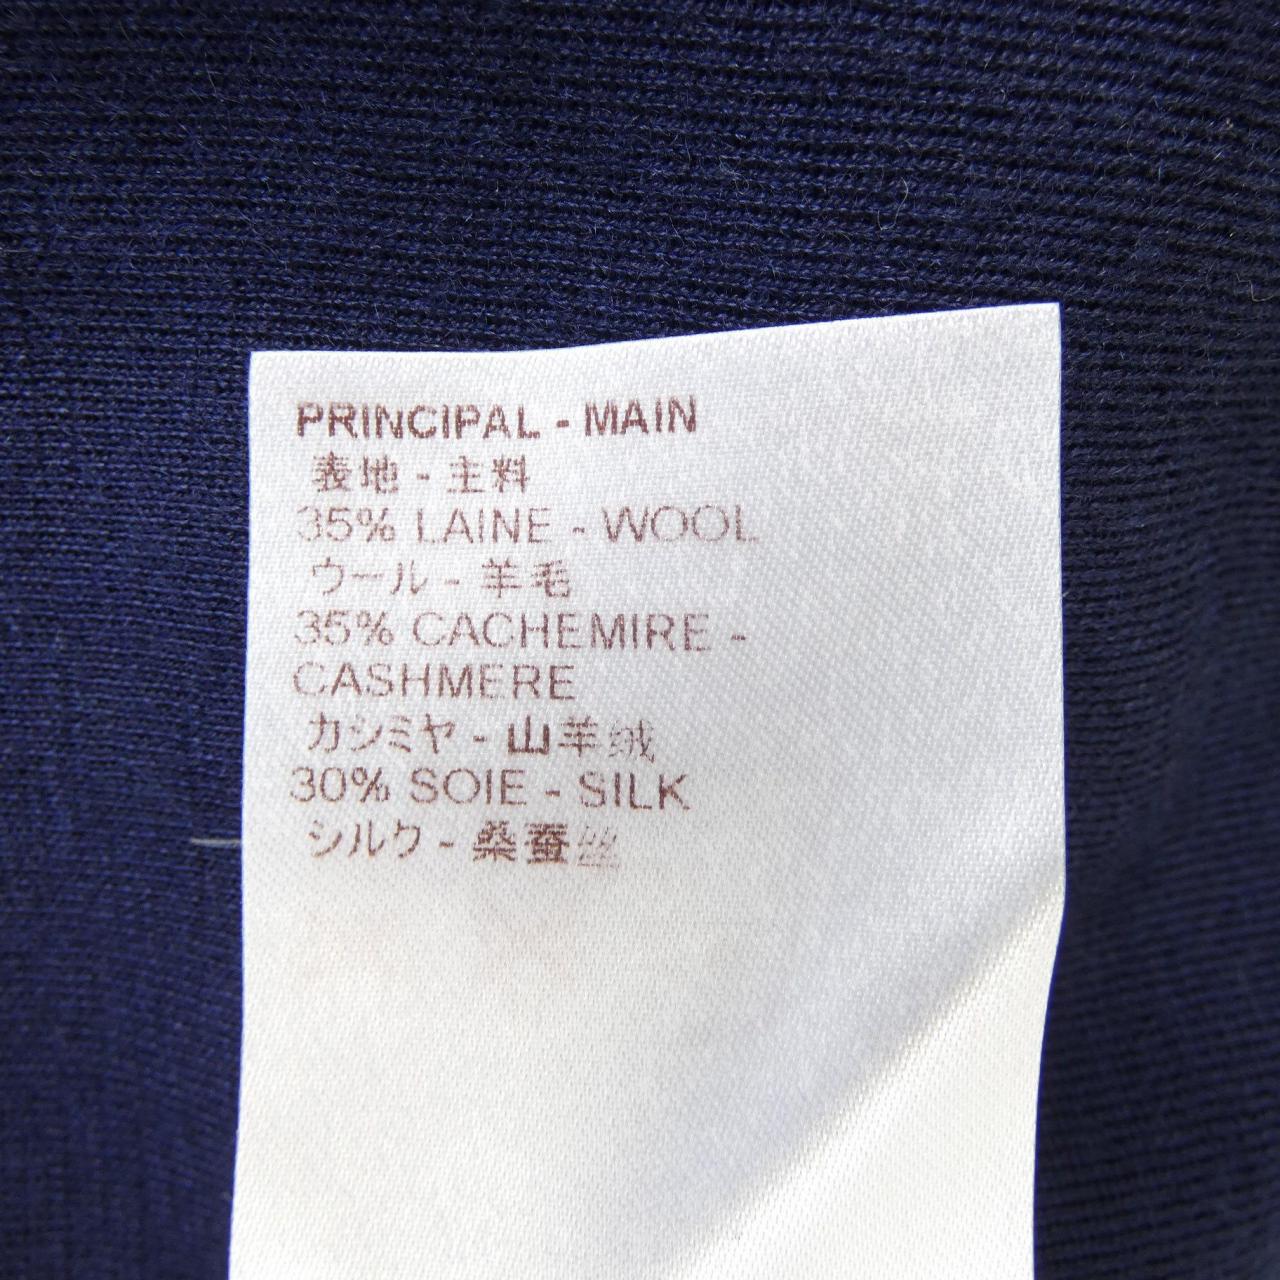 PRINCIPAL - MAIN
表地 - 主料
35% LAINE - WOOL
ウール - 羊毛
35% CACHEMIRE -
CASHMERE
カシミヤ - 山羊绒
30% SOIE - SILK
シルク - 桑蚕丝